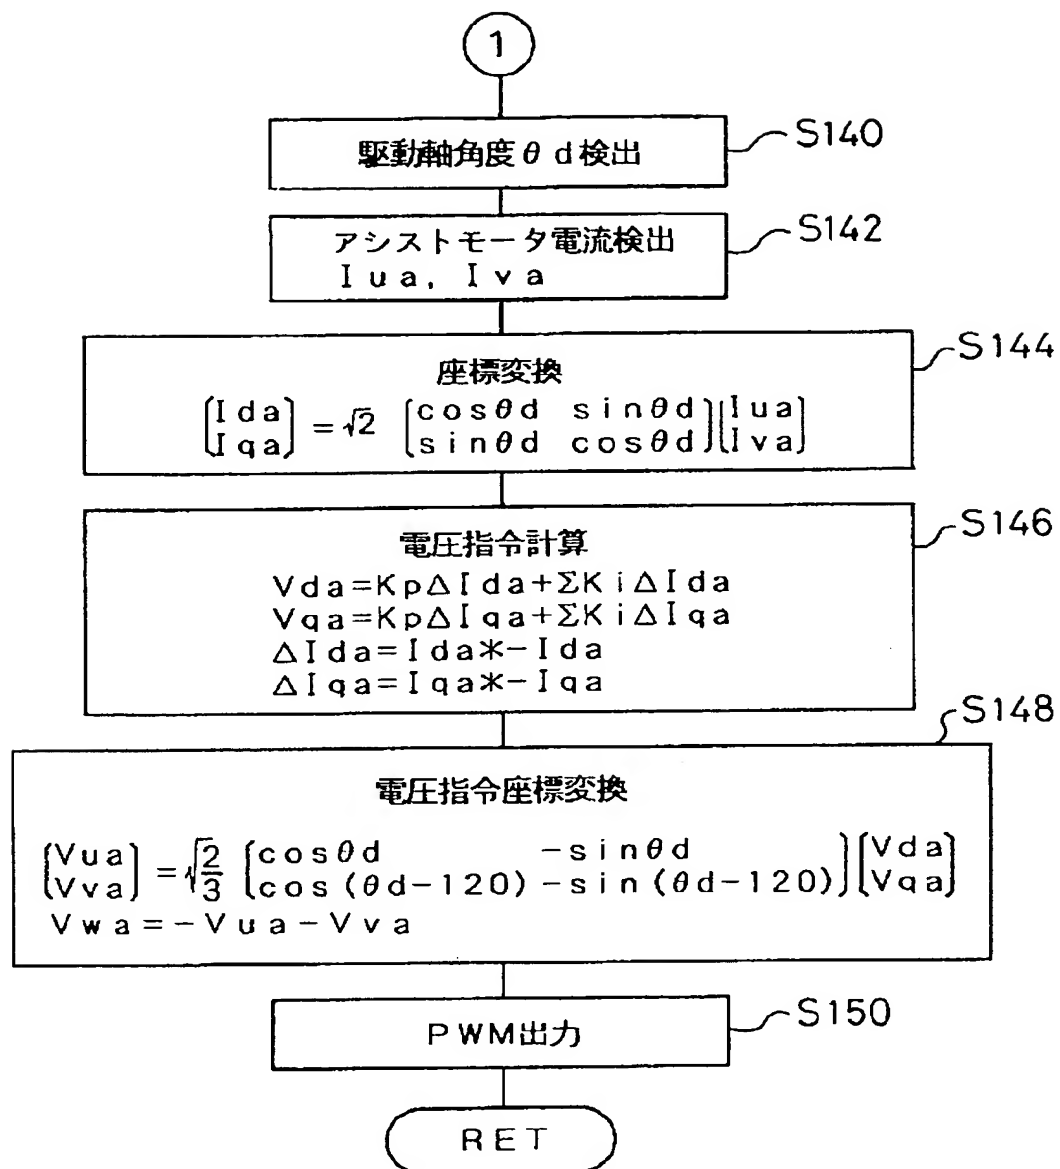 1
駆動軸角度θd検出
S140
アシストモータ電流検出
Iua, Iva
S142
座標変換
S144
[Ida] = √2 [cosθd sinθd][Iua]
[Iqa] [sinθd cosθd][Iva]
電圧指令計算
S146
Vda=KpΔIda+ΣKiΔIda
Vqa=KpΔIqa+ΣKiΔIqa
ΔIda=Ida*-Ida
ΔIqa=Iqa*-Iqa
S148
電圧指令座標変換
[Vua] = √2/3 [cosθd -sinθd][Vda]
[Vva] [cos(θd-120) -sin(θd-120)][Vqa]
Vwa=-Vua-Vva
PWM出力
S150
RET